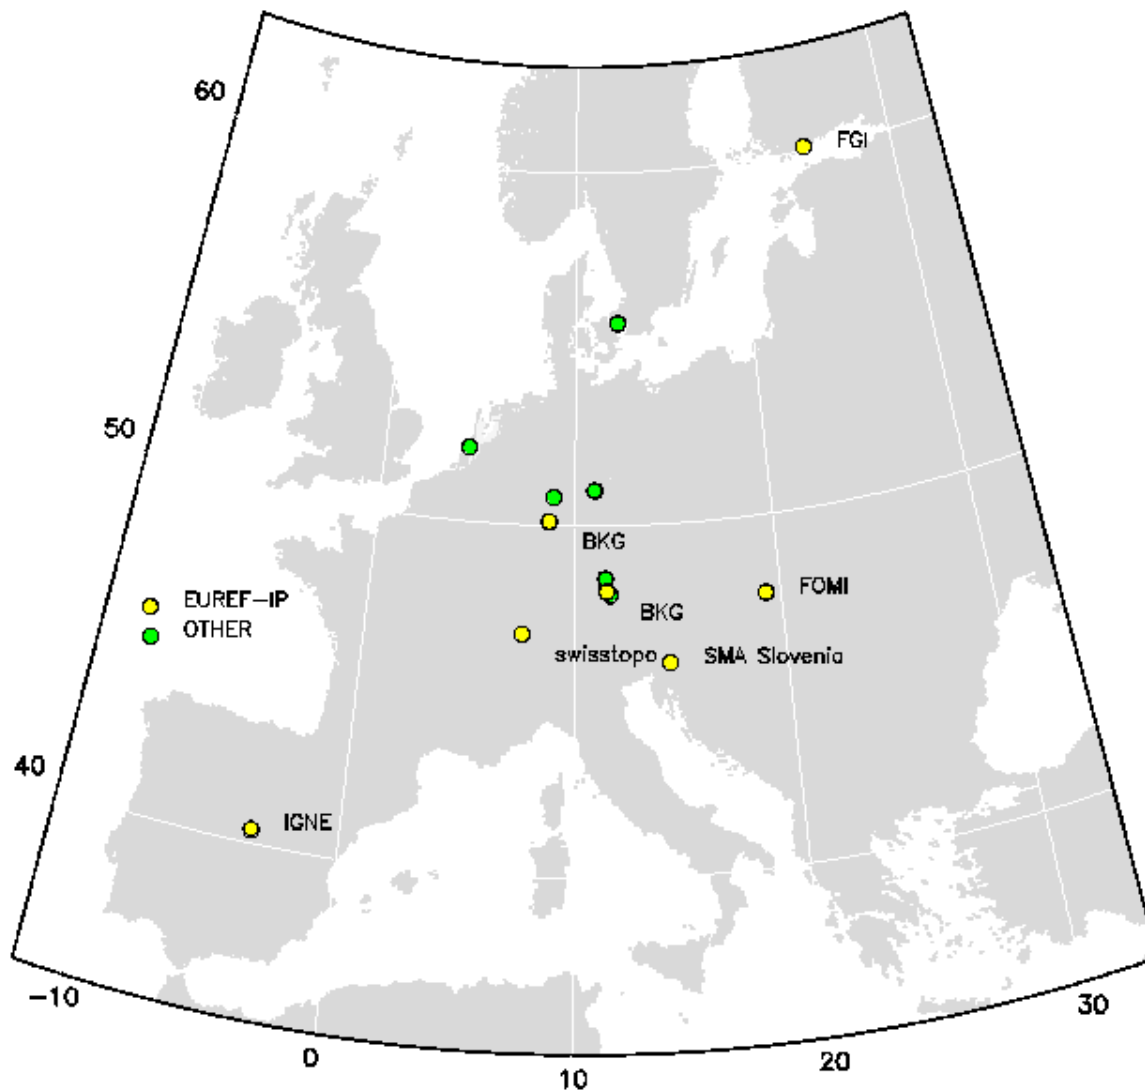 60
FGI
50
BKG
EUREF-IP
FOMI
OTHER
BKG
swisstopo
SMA Slovenia
40
IGNE
-10
30
0
20
10